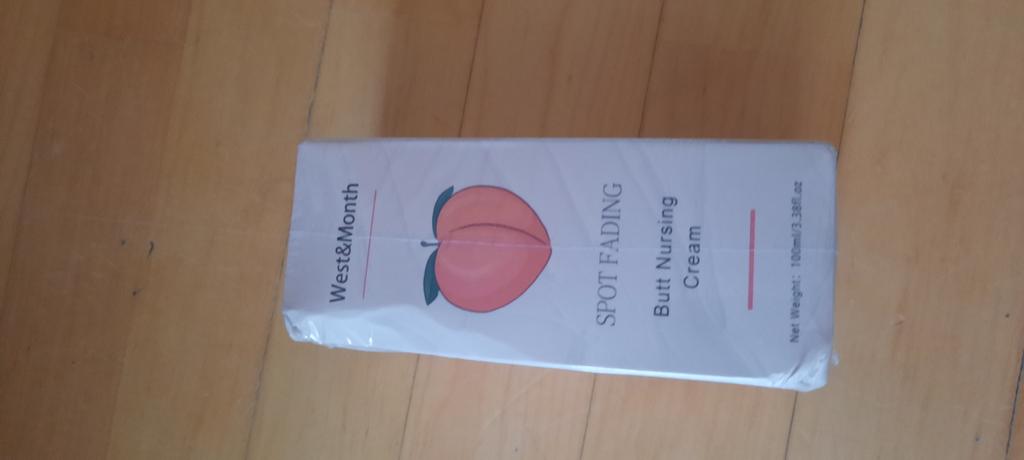 West&Month
SPOT FADING
Butt Nursing
Cream
Net Weight: 100ml/3.38fl.oz